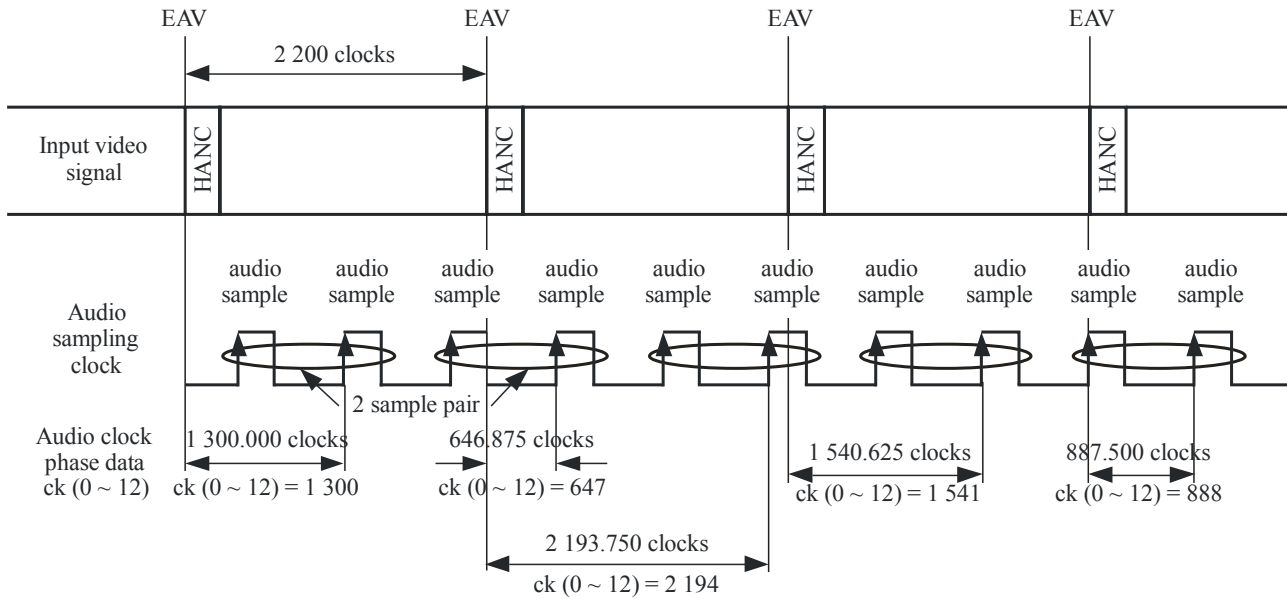 EAV EAV EAV EAV
2 200 clocks
Input video
signal
HANC HANC HANC HANC
audio audio audio audio audio audio audio audio audio audio
sample sample sample sample sample sample sample sample sample sample
Audio
sampling
clock
2 sample pair
Audio clock
phase data
ck (0 ~ 12)
1 300.000 clocks
ck (0 ~ 12) = 1 300
646.875 clocks
ck (0 ~ 12) = 647
1 540.625 clocks
ck (0 ~ 12) = 1 541
887.500 clocks
ck (0 ~ 12) = 888
2 193.750 clocks
ck (0 ~ 12) = 2 194